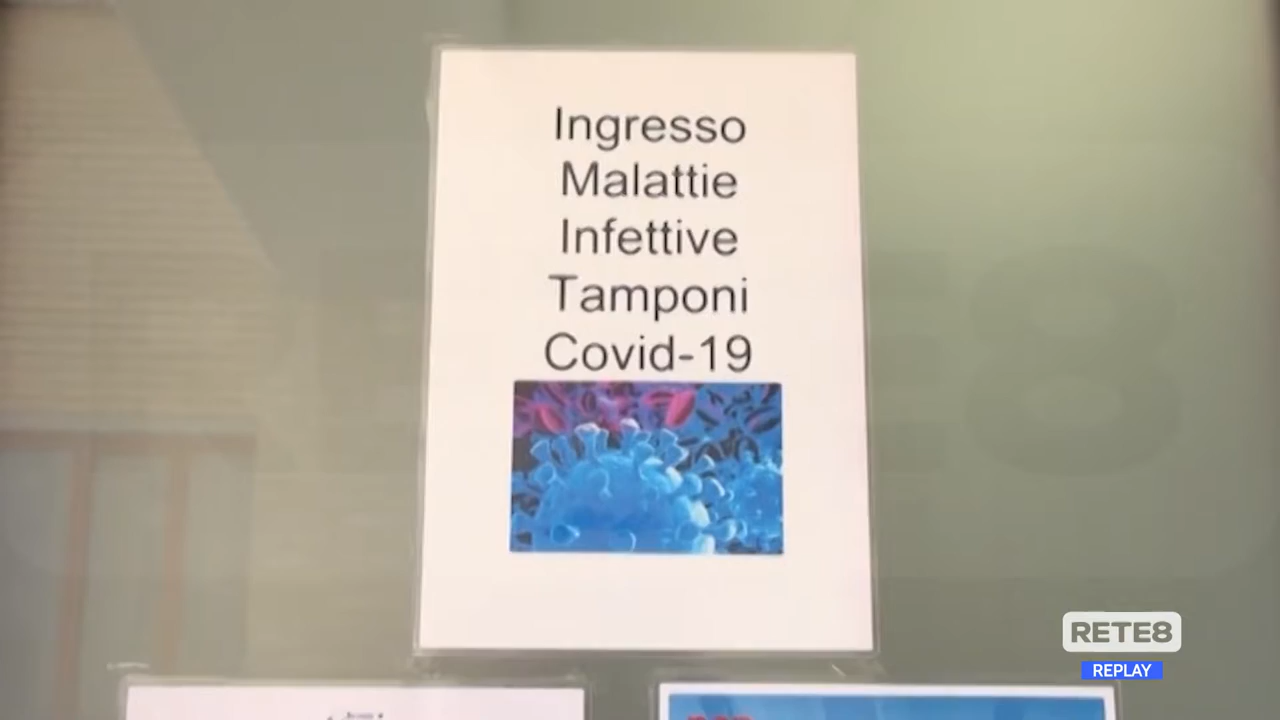 Ingresso
Malattie
Infettive
Tamponi
Covid-19
RETE8
REPLAY